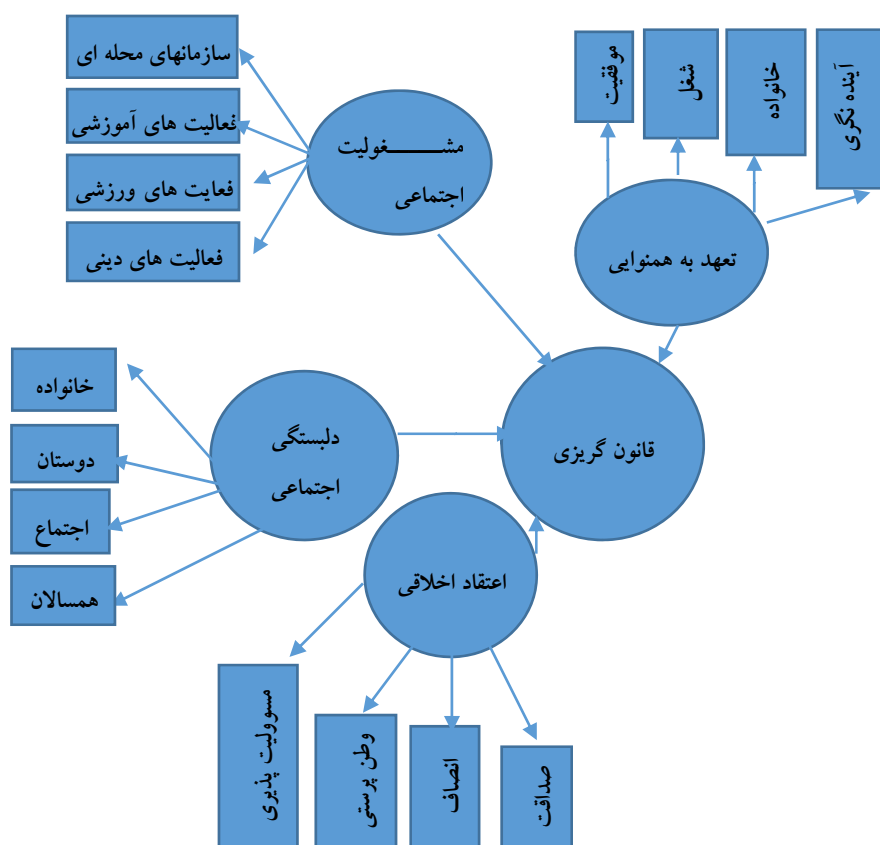 سازمانهای محله ای
فعالیت های آموزشی
فعایت های ورزشی
فعالیت های دینی
مشـــــــغولیت
اجتماعی
موفقیت
شغل
خانواده
آینده نگری
تعهد به همنوایی
خانواده
دوستان
اجتماع
همسالان
دلبستگی
اجتماعی
قانون گریزی
اعتقاد اخلاقی
مسوولیت پذیری
وطن پرستی
انصاف
صداقت